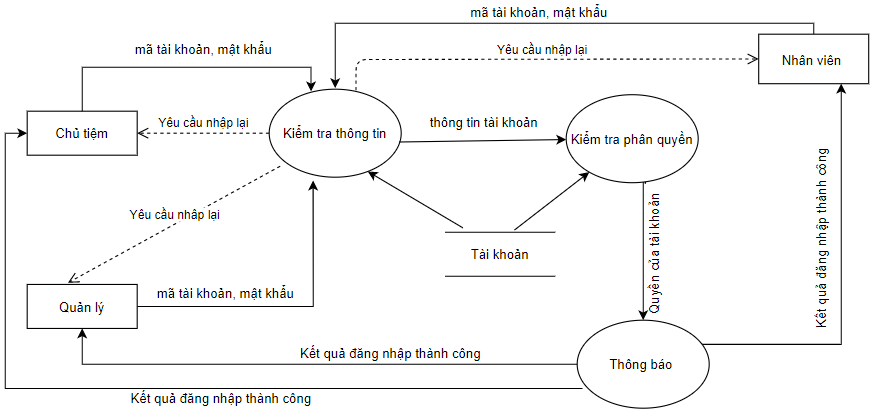 mã tài khoản, mật khẩu
mã tài khoản, mật khẩu
Yêu cầu nhập lại
Nhân viên
Chủ tiệm
Yêu cầu nhập lại
Kiểm tra thông tin
thông tin tài khoản
Kiểm tra phân quyền
Yêu cầu nhâp lại
Tài khoản
Quyền của tài khoản
Kết quả đăng nhập thành công
Quản lý
mã tài khoản, mật khẩu
Kết quả đăng nhập thành công
Thông báo
Kết quả đăng nhập thành công